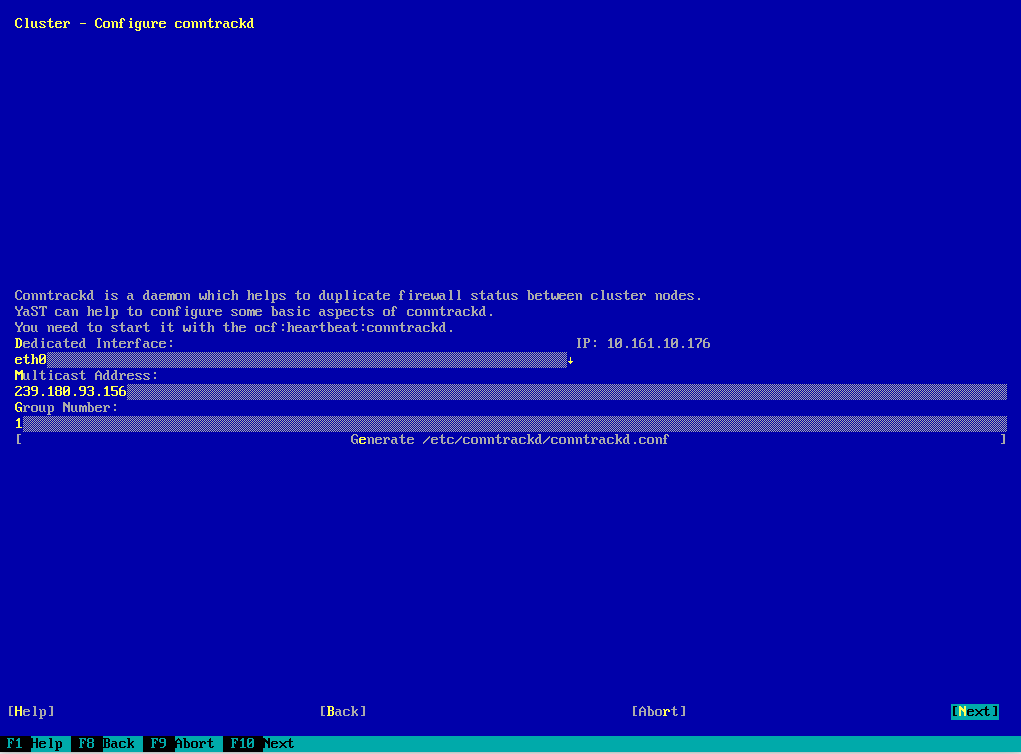 Cluster - Configure conntrackd
Conntrackd is a daemon which helps to duplicate firewall status between cluster nodes.
YaST can help to configure some basic aspects of conntrackd.
You need to start it with the ocf:heartbeat:conntrackd.
Dedicated Interface: IP: 10.161.10.176
eth0↓
Multicast Address:
239.180.93.156
Group Number:
1
[Generate /etc/conntrackd/conntrackd.conf]
[Help] [Back] [Abort] [Next]
F1 Help F8 Back F9 Abort F10 Next